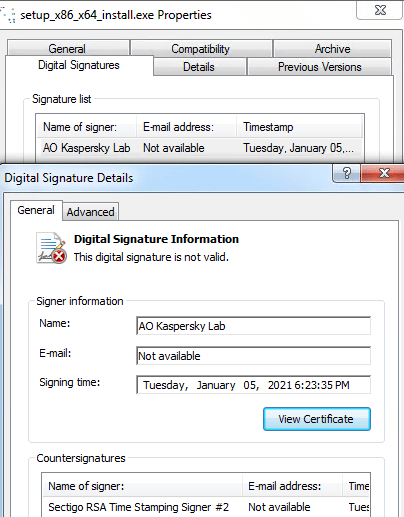 setup_x86_x64_install.exe Properties
General Compatibility Archive
Digital Signatures Details Previous Versions
Signature list
Name of signer: E-mail address: Timestamp
AO Kaspersky Lab Not available Tuesday, January 05,...
Digital Signature Details
General Advanced
Digital Signature Information
This digital signature is not valid.
Signer information
Name: AO Kaspersky Lab
E-mail: Not available
Signing time: Tuesday, January 05, 2021 6:23:35 PM
View Certificate
Countersignatures
Name of signer: E-mail address: Time
Sectigo RSA Time Stamping Signer #2 Not available Tues